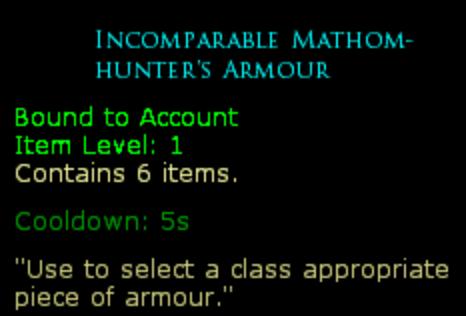 Incomparable Mathom-
hunter's Armour
Bound to Account
Item Level: 1
Contains 6 items.
Cooldown: 5s
"Use to select a class appropriate
piece of armour."